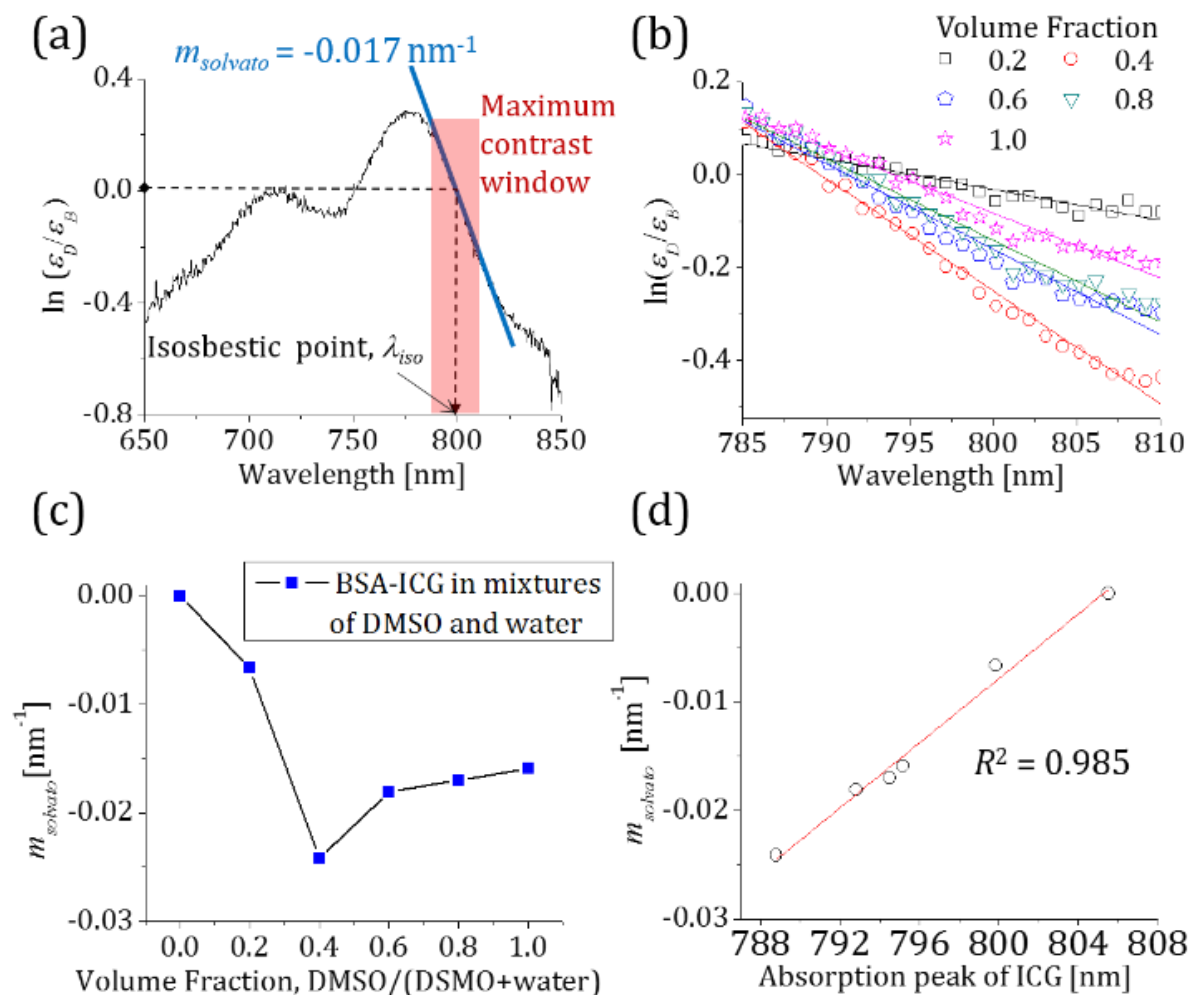 (a)
m_solvato = -0.017 nm⁻¹
0.4
0.0
-0.4
-0.8
ln (ε_D/ε_B)
Maximum
contrast
window
Isosbestic point, λ_iso
650 700 750 800 850
Wavelength [nm]
(b)
Volume Fraction
0.2 0.4
0.6 0.8
1.0
0.2
0.0
-0.2
-0.4
ln(ε_D/ε_B)
785 790 795 800 805 810
Wavelength [nm]
(c)
BSA-ICG in mixtures
of DMSO and water
0.00
-0.01
-0.02
-0.03
m_solvato [nm⁻¹]
0.0 0.2 0.4 0.6 0.8 1.0
Volume Fraction, DMSO/(DSMO+water)
(d)
0.00
-0.01
-0.02
-0.03
m_solvato [nm⁻¹]
R² = 0.985
788 792 796 800 804 808
Absorption peak of ICG [nm]